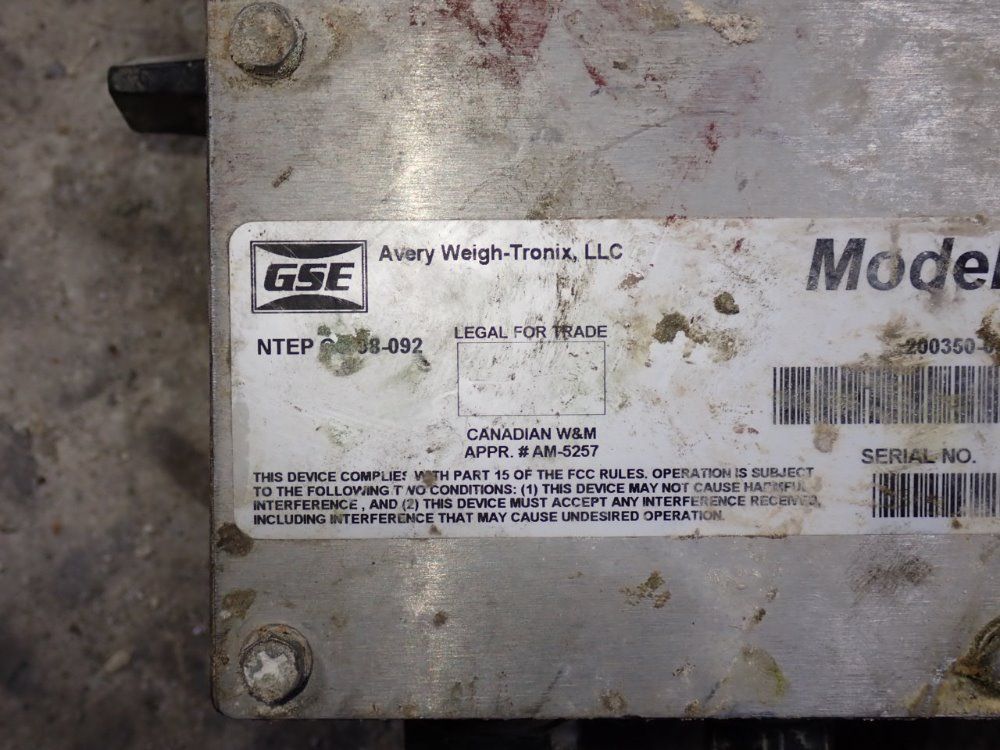 GSE
Avery Weigh-Tronix, LLC
Model
NTEP 08-092
LEGAL FOR TRADE
200350-
CANADIAN W&M
APPR. # AM-5257
SERIAL NO.
THIS DEVICE COMPLIES WITH PART 15 OF THE FCC RULES. OPERATION IS SUBJECT
TO THE FOLLOWING TWO CONDITIONS: (1) THIS DEVICE MAY NOT CAUSE HARMFUL
INTERFERENCE, AND (2) THIS DEVICE MUST ACCEPT ANY INTERFERENCE RECEIVED,
INCLUDING INTERFERENCE THAT MAY CAUSE UNDESIRED OPERATION.